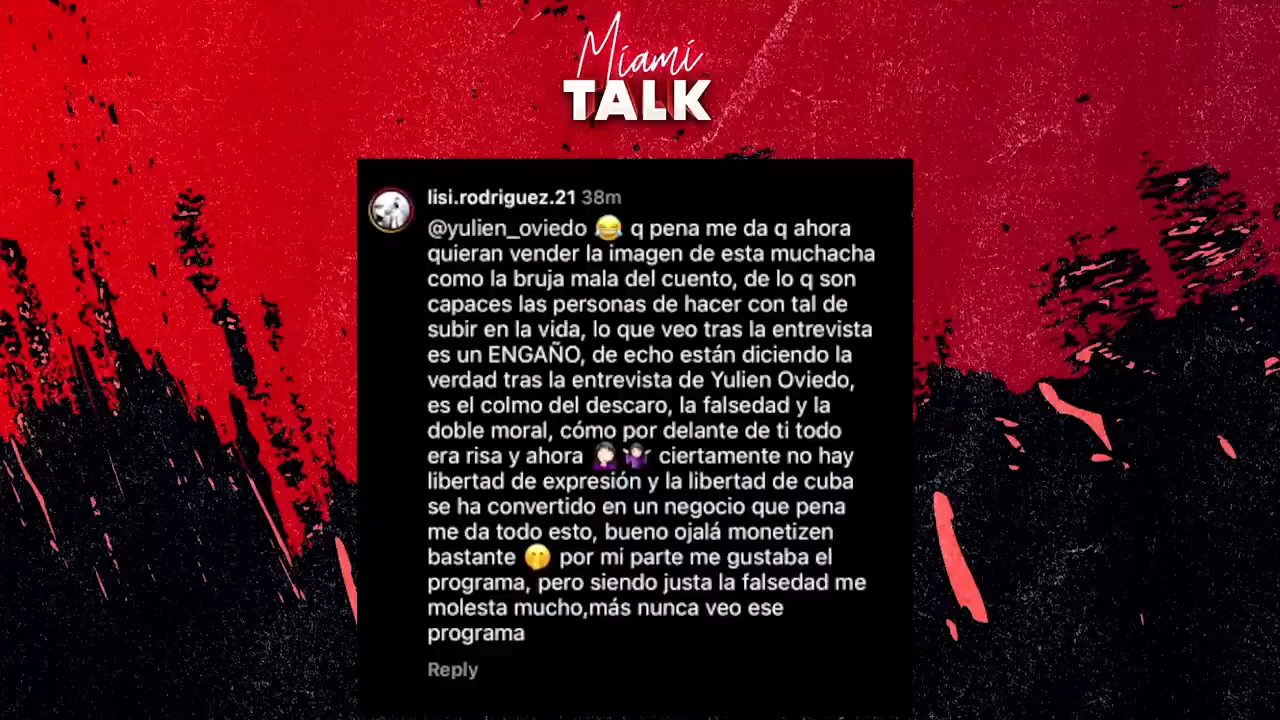 Miami
TALK
lisi.rodriguez.21 38m
@yulien_oviedo 😂 q pena me da q ahora
quieran vender la imagen de esta muchacha
como la bruja mala del cuento, de lo q son
capaces las personas de hacer con tal de
subir en la vida, lo que veo tras la entrevista
es un ENGAÑO, de echo están diciendo la
verdad tras la entrevista de Yulien Oviedo,
es el colmo del descaro, la falsedad y la
doble moral, cómo por delante de ti todo
era risa y ahora 🤦🏻‍♀️🤷🏻‍♀️ ciertamente no hay
libertad de expresión y la libertad de cuba
se ha convertido en un negocio que pena
me da todo esto, bueno ojalá monetizen
bastante 🤭 por mi parte me gustaba el
programa, pero siendo justa la falsedad me
molesta mucho,más nunca veo ese
programa
Reply